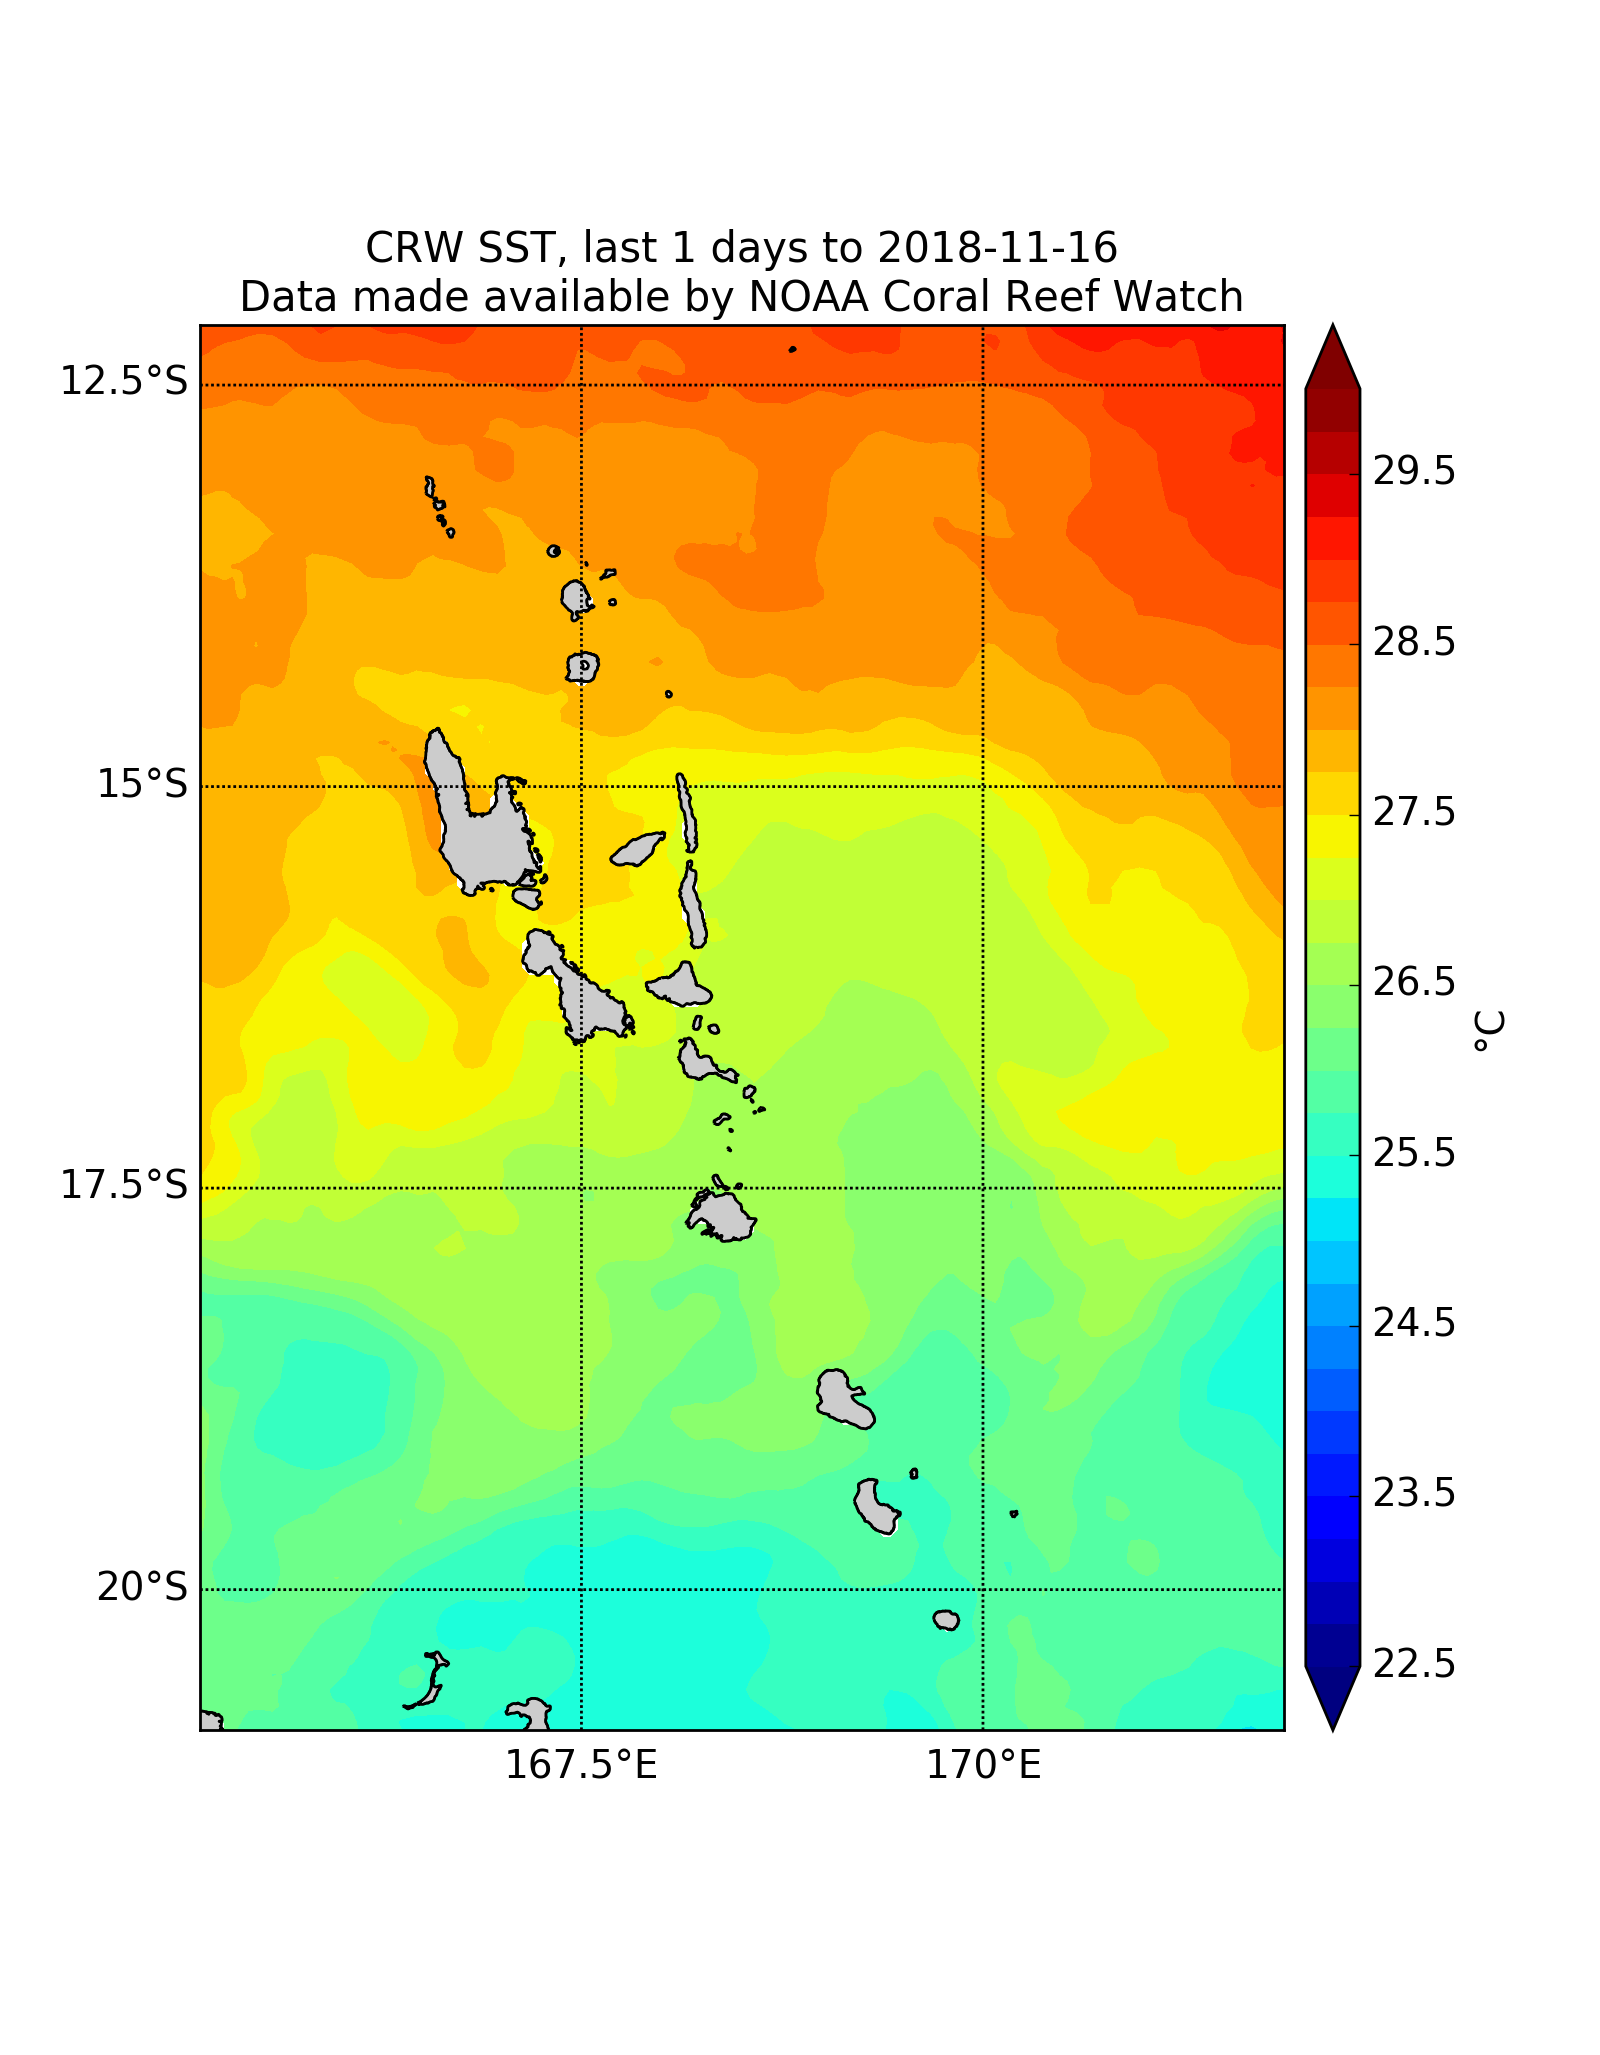 CRW SST, last 1 days to 2018-11-16
Data made available by NOAA Coral Reef Watch
12.5°S
15°S
17.5°S
20°S
167.5°E
170°E
29.5
28.5
27.5
26.5
25.5
24.5
23.5
22.5
°C